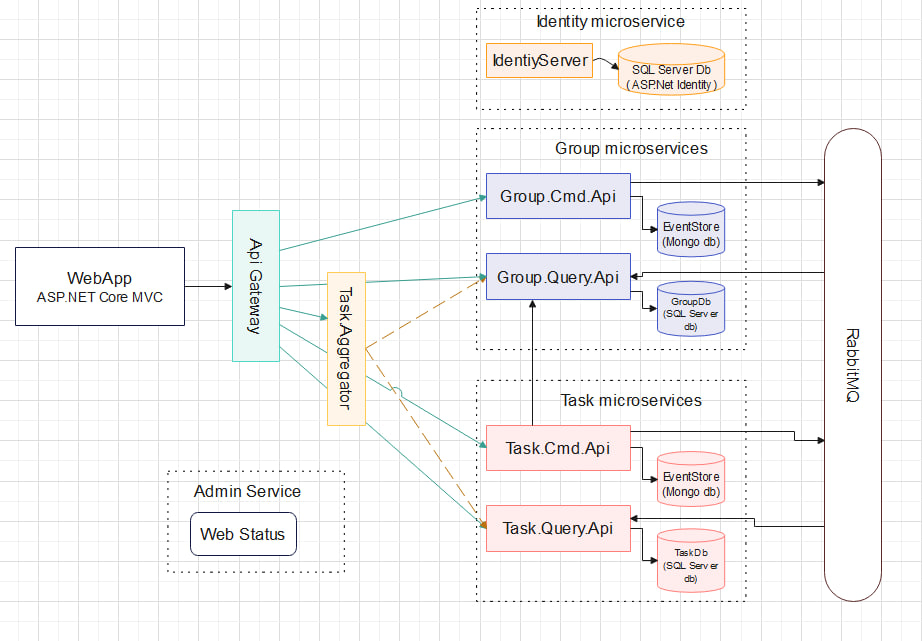 Identity microservice
IdentiyServer
SQL Server Db
(ASP.Net Identity)
Group microservices
Group.Cmd.Api
EventStore
(Mongo db)
Group.Query.Api
GroupDb
(SQL Server
db)
WebApp
ASP.NET Core MVC
Api Gateway
Task.Aggregator
RabbitMQ
Task microservices
Task.Cmd.Api
EventStore
(Mongo db)
Task.Query.Api
TaskDb
(SQL Server
db)
Admin Service
Web Status